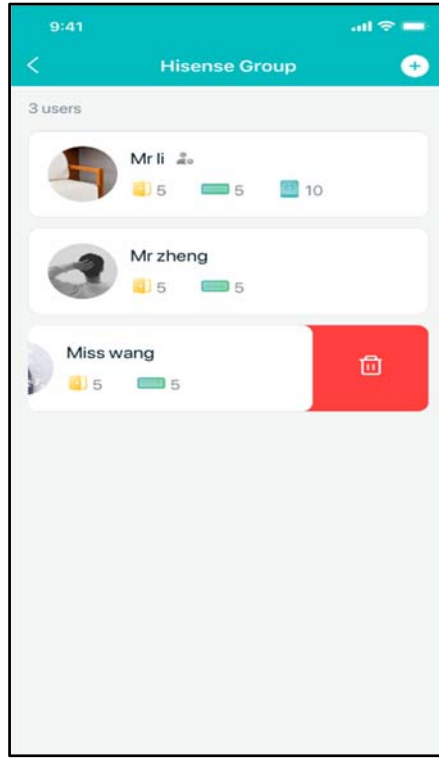 9:41
Hisense Group
3 users
Mr li
5 5 10
Mr zheng
5 5
Miss wang
5 5